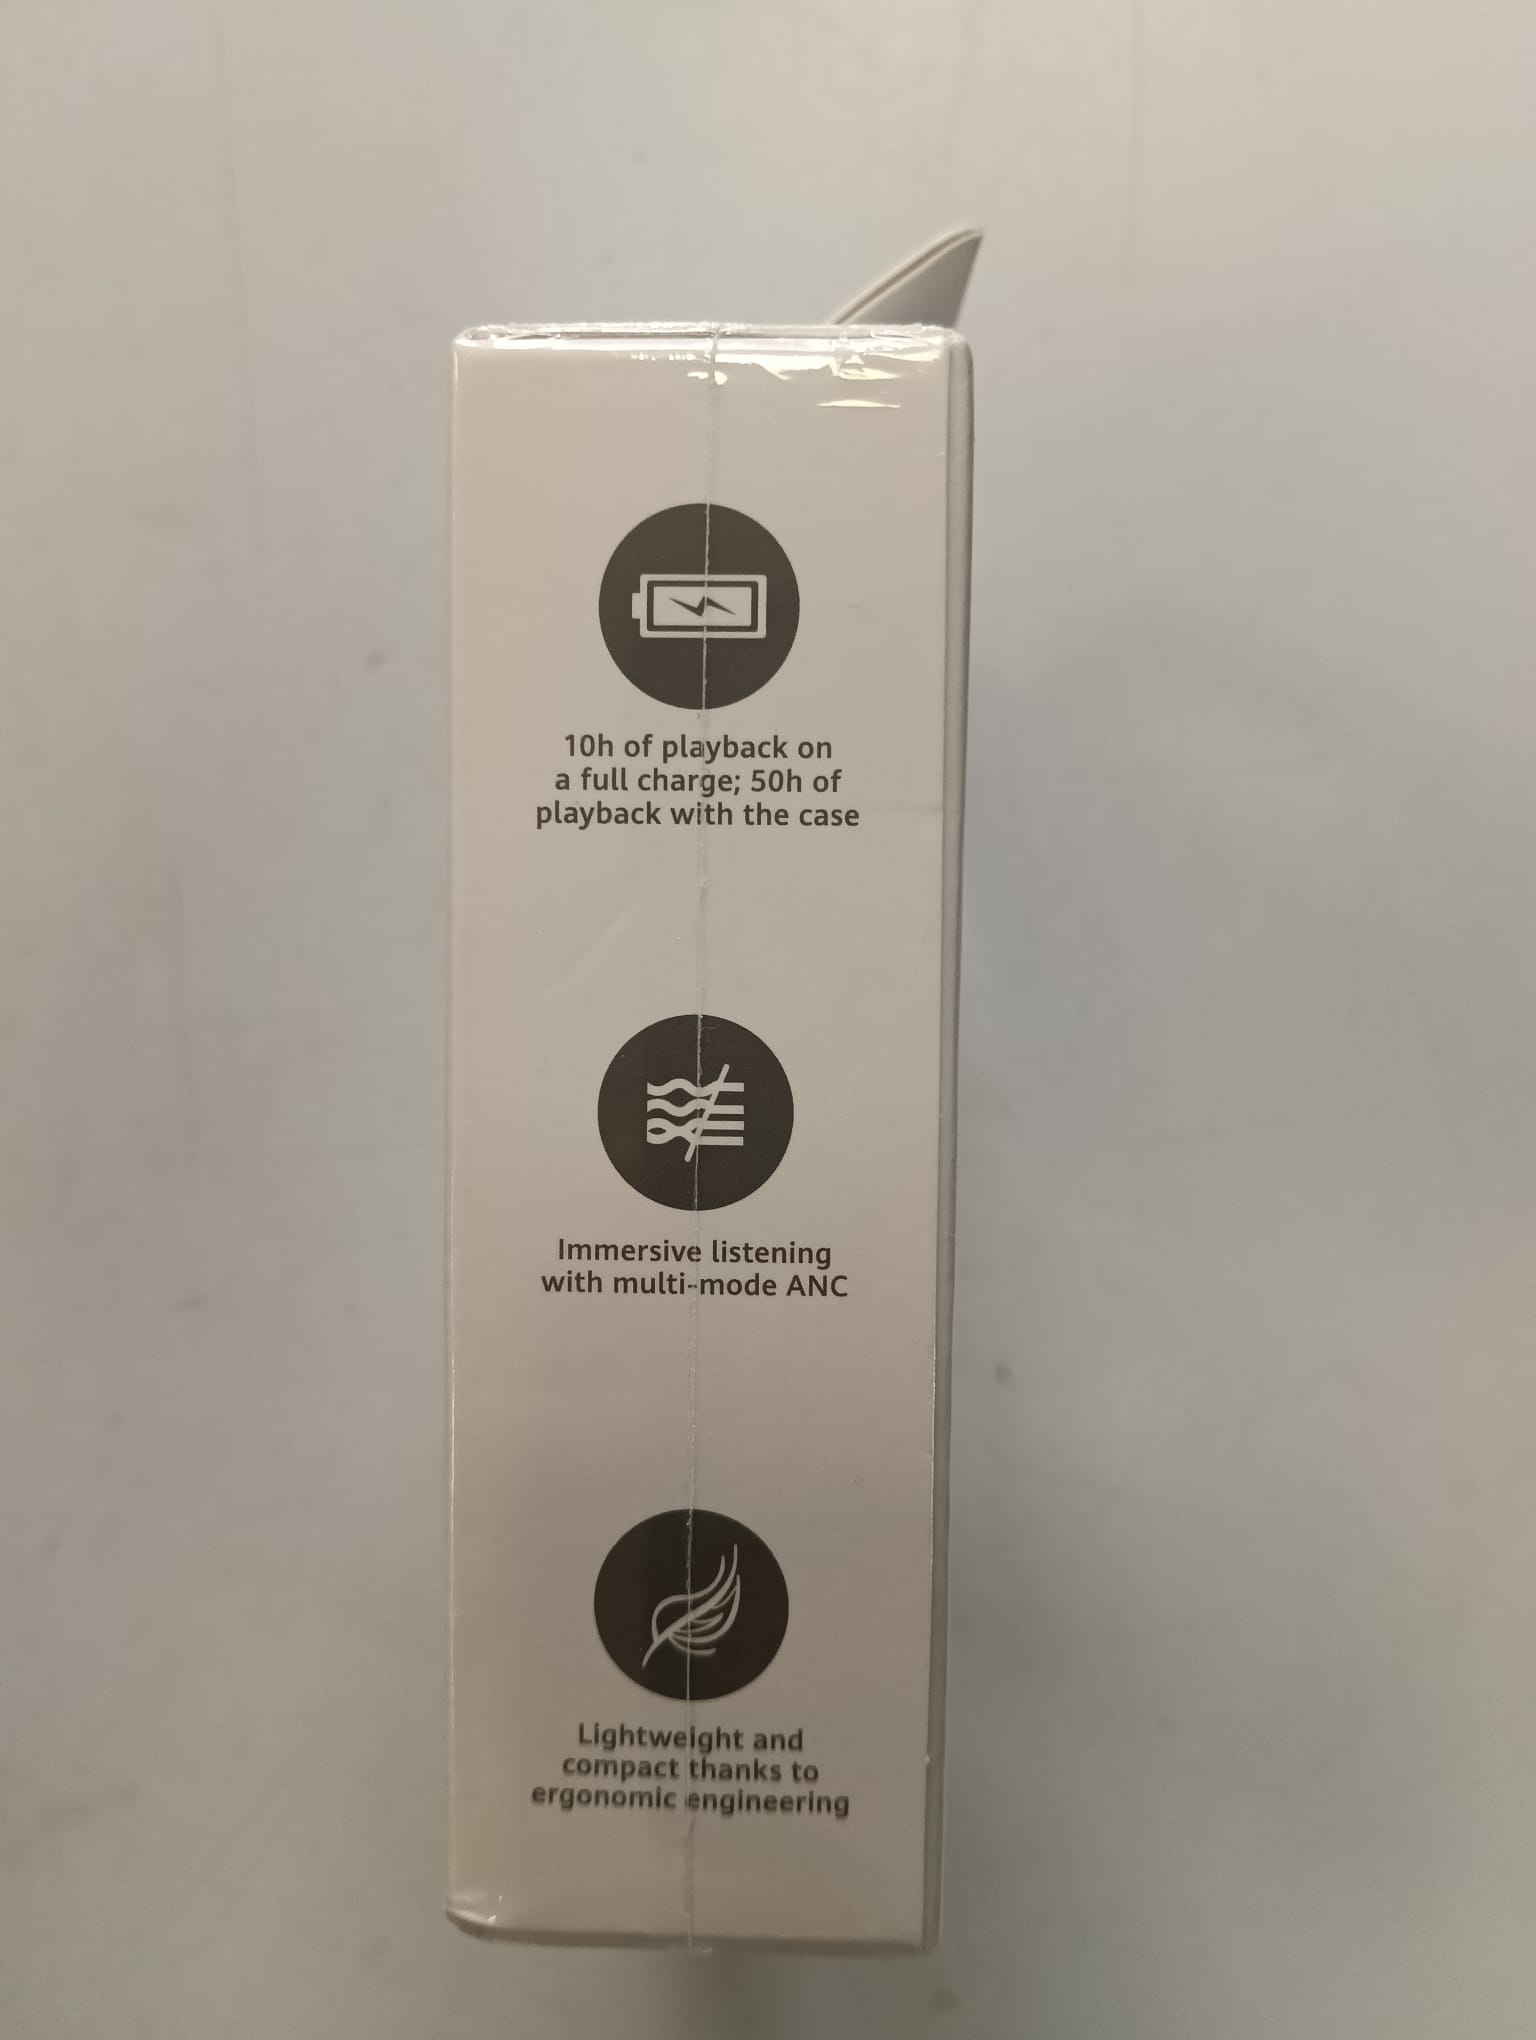 10h of playback on
a full charge; 50h of
playback with the case
Immersive listening
with multi-mode ANC
Lightweight and
compact thanks to
ergonomic engineering